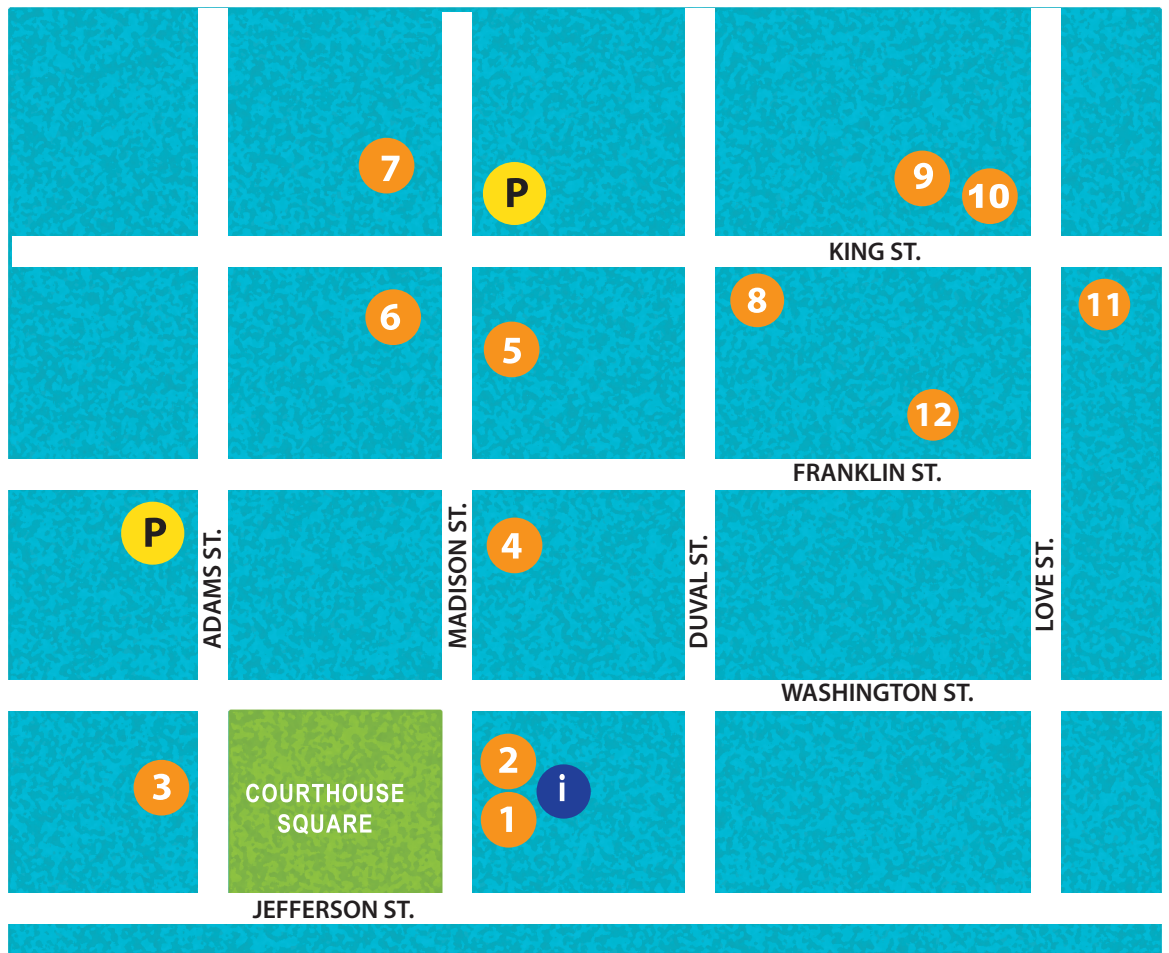 7
P
9
10
KING ST.
8
11
6
5
12
FRANKLIN ST.
P
4
ADAMS ST.
MADISON ST.
DUVAL ST.
LOVE ST.
WASHINGTON ST.
2
3
i
COURTHOUSE
SQUARE
1
JEFFERSON ST.